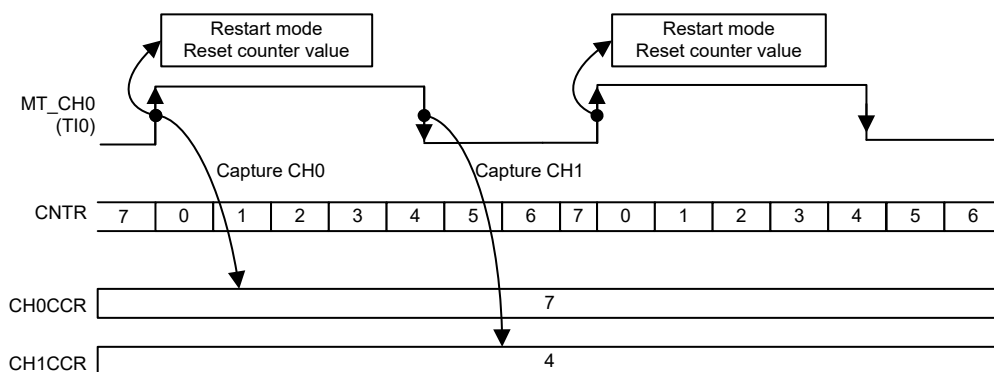 Restart mode
Reset counter value
Restart mode
Reset counter value
MT_CH0
(TI0)
Capture CH0
Capture CH1
CNTR 7 0 1 2 3 4 5 6 7 0 1 2 3 4 5 6
CH0CCR 7
CH1CCR 4